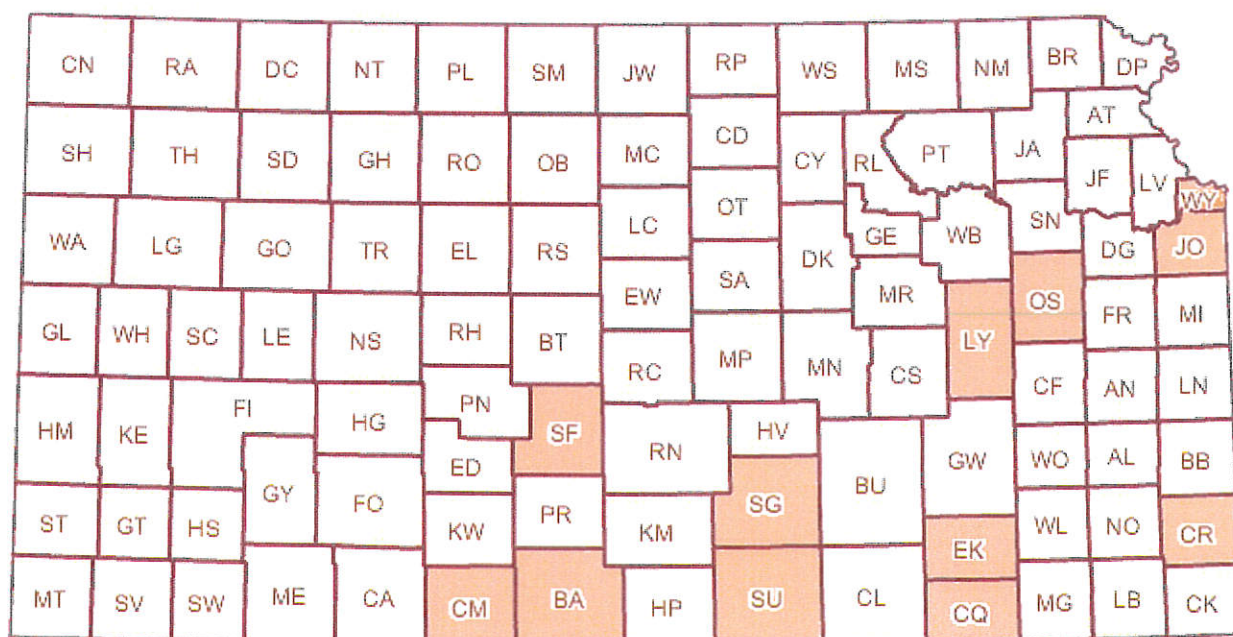 CN RA DC NT PL SM JW RP WS MS NM BR DP
SH TH SD GH RO OB MC CD CY RL PT JA AT
JF LV WY
WA LG GO TR EL RS LC OT DK GE WB SN DG JO
GL WH SC LE NS RH BT EW SA MR LY OS FR MI
RC MP MN CS CF AN LN
HM KE FI HG PN SF RN HV BU GW WO AL BB
GY FO ED
ST GT HS KW PR KM SG EK WL NO CR
MT SV SW ME CA CM BA HP SU CL CQ MG LB CK